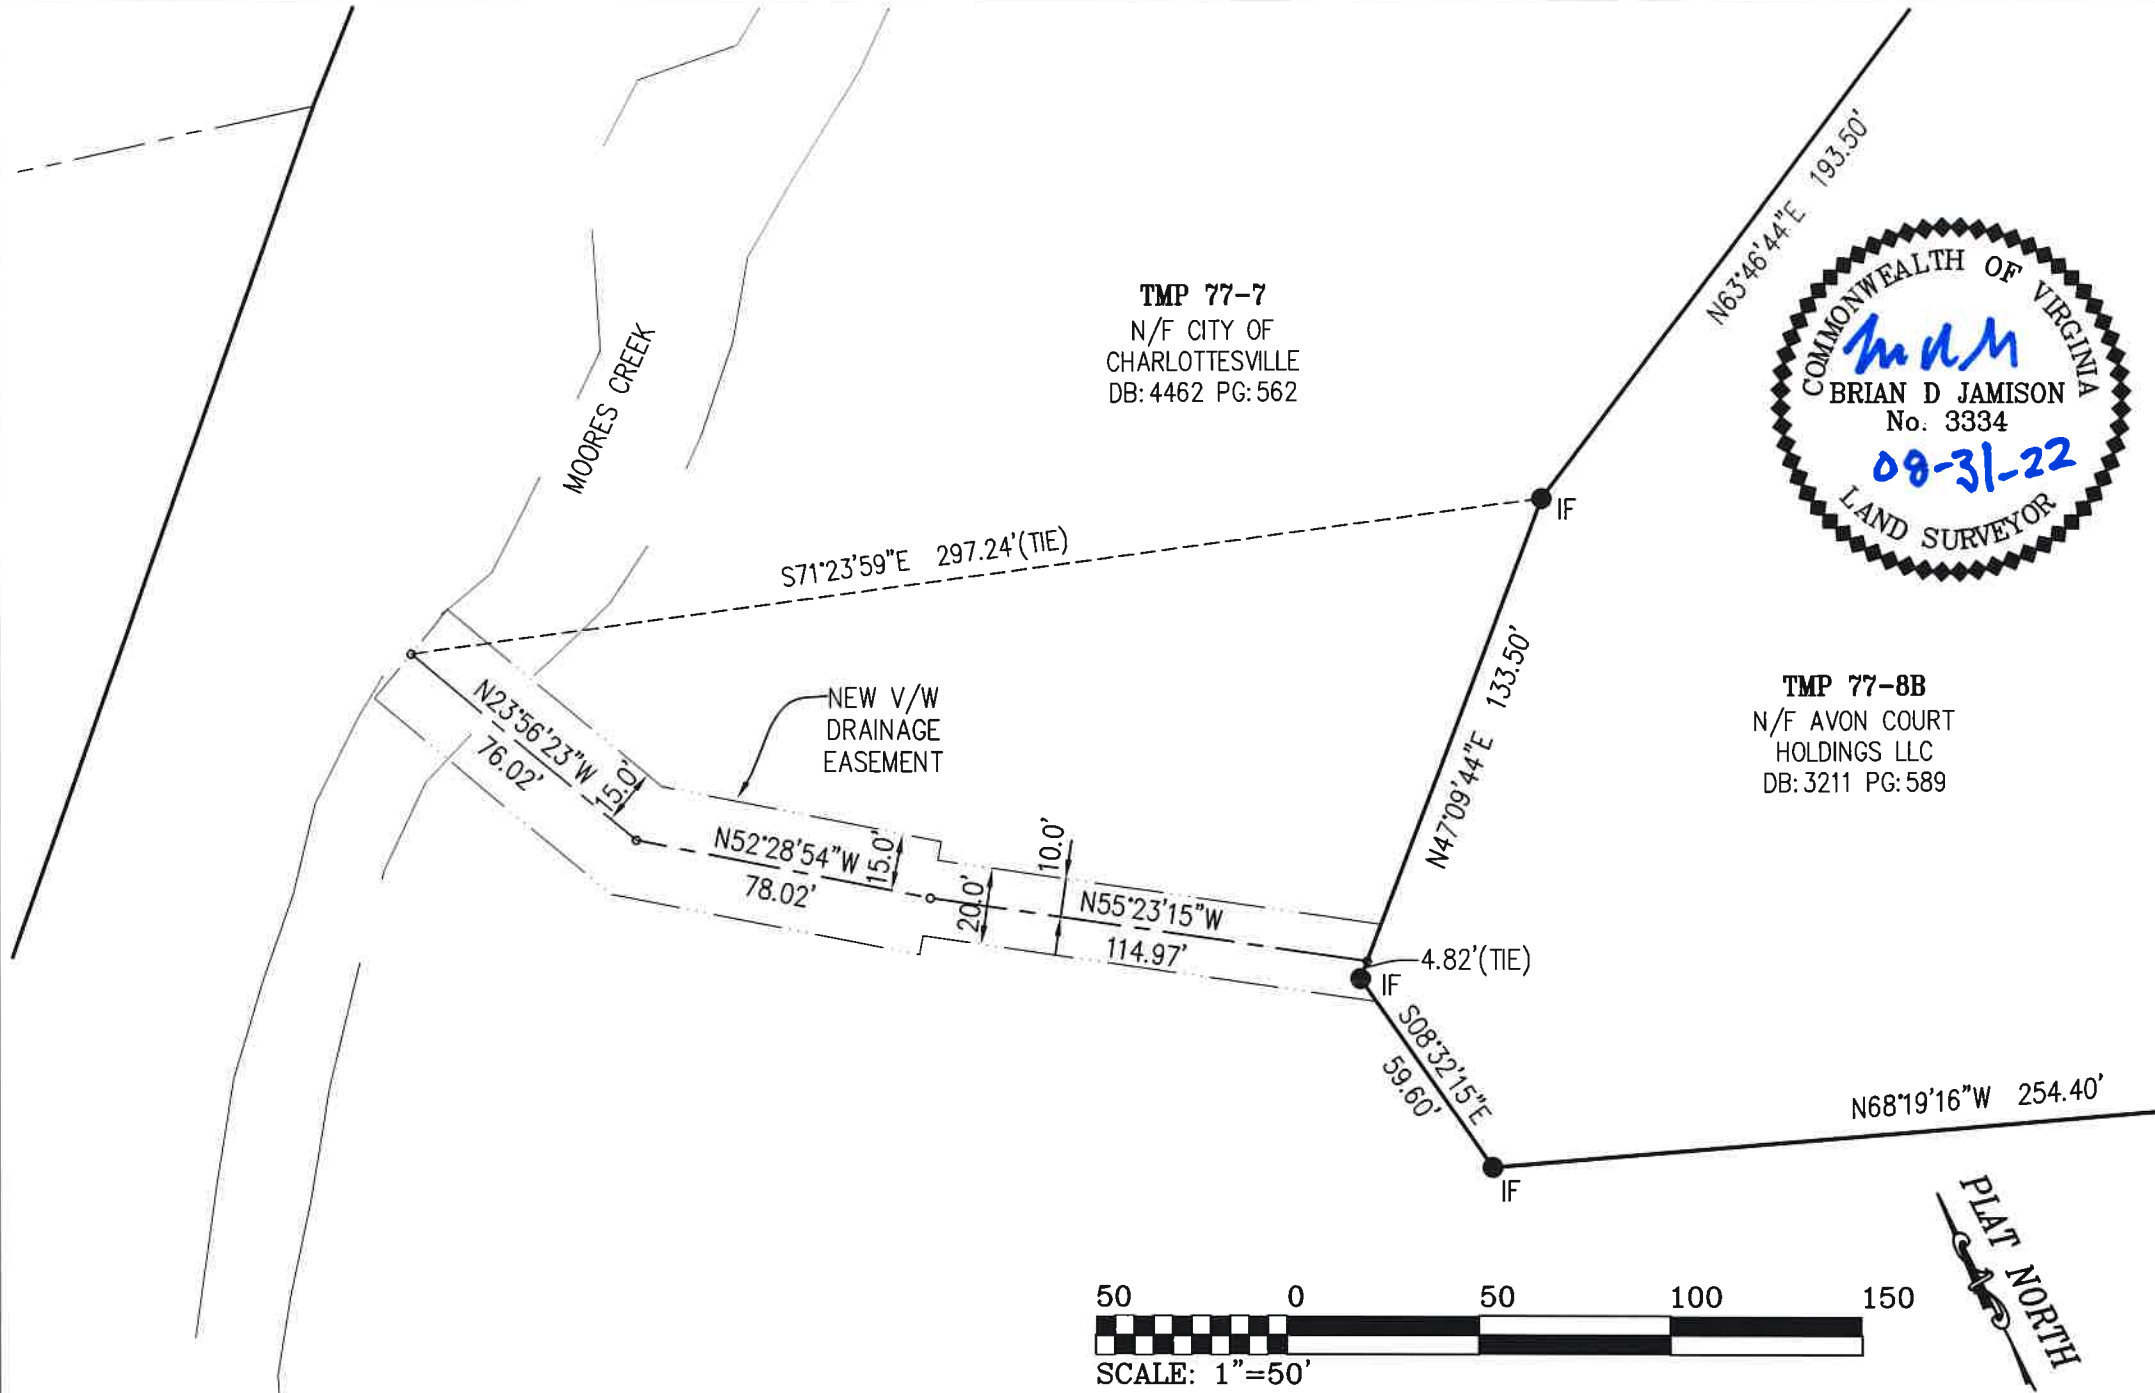 TMP 77-7
N/F CITY OF
CHARLOTTESVILLE
DB: 4462 PG: 562
MOORES CREEK
N63°46'44"E 193.50'
COMMONWEALTH OF VIRGINIA
BRIAN D JAMISON
No. 3334
08-31-22
LAND SURVEYOR
IF
S71°23'59"E 297.24'(TIE)
N47°09'44"E 133.50'
TMP 77-8B
N/F AVON COURT
HOLDINGS LLC
DB: 3211 PG: 589
NEW V/W
DRAINAGE
EASEMENT
N23°56'23"W
76.02'
15.0'
N52°28'54"W
78.02'
15.0'
20.0'
10.0'
N55°23'15"W
114.97'
4.82'(TIE)
IF
S08°32'15"E
59.60'
N68°19'16"W 254.40'
IF
PLAT NORTH
50 0 50 100 150
SCALE: 1"=50'